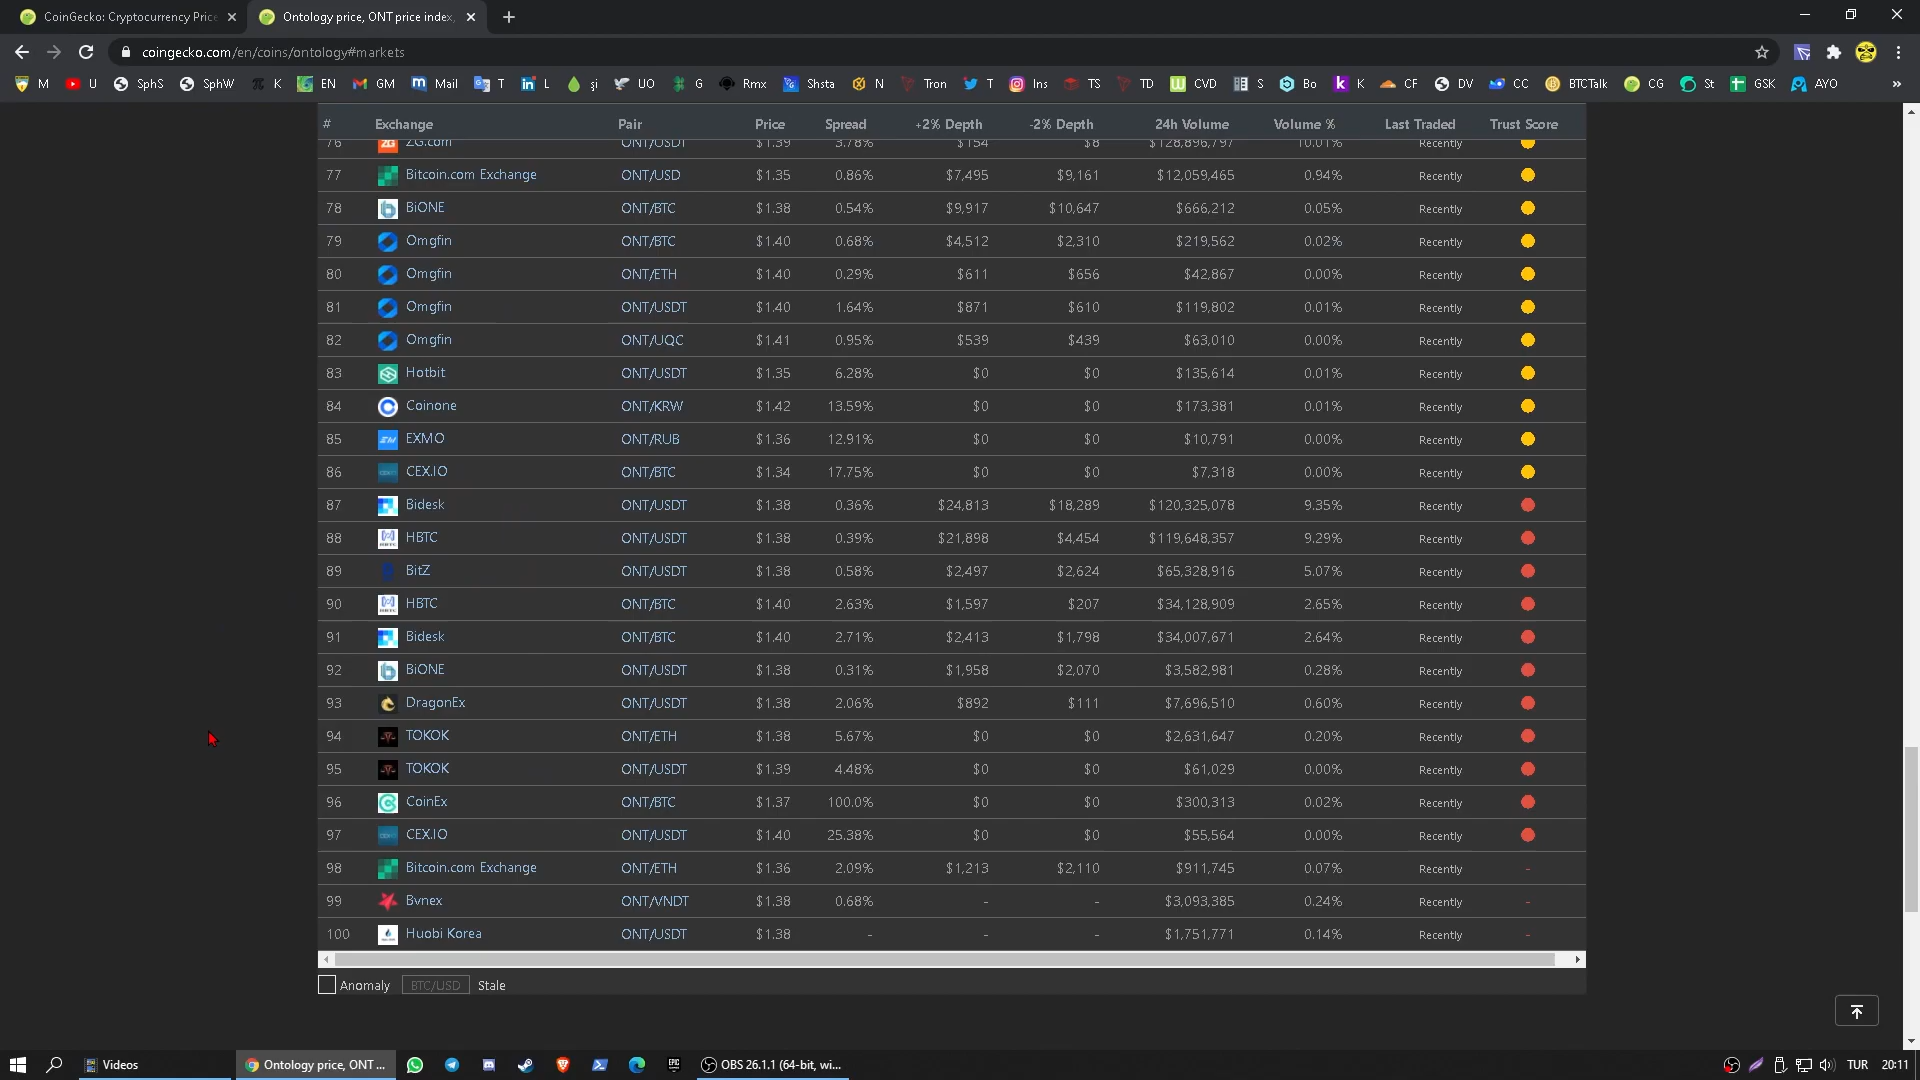 CoinGecko: Cryptocurrency Price
Ontology price, ONT price index,
coingecko.com/en/coins/ontology#markets
M U SphS SphW K EN GM Mail T L şi UO G Rmx Shsta N Tron T Ins TS TD CVD S Bo K CF DV CC BTCTalk CG St GSK AYO »
# Exchange Pair Price Spread +2% Depth -2% Depth 24h Volume Volume % Last Traded Trust Score
76 ZG.com ONT/USDT $1.39 3.78% $154 $8 $128,896,797 10.01% Recently
77 Bitcoin.com Exchange ONT/USD $1.35 0.86% $7,495 $9,161 $12,059,465 0.94% Recently
78 BiONE ONT/BTC $1.38 0.54% $9,917 $10,647 $666,212 0.05% Recently
79 Omgfin ONT/BTC $1.40 0.68% $4,512 $2,310 $219,562 0.02% Recently
80 Omgfin ONT/ETH $1.40 0.29% $611 $656 $42,867 0.00% Recently
81 Omgfin ONT/USDT $1.40 1.64% $871 $610 $119,802 0.01% Recently
82 Omgfin ONT/UQC $1.41 0.95% $539 $439 $63,010 0.00% Recently
83 Hotbit ONT/USDT $1.35 6.28% $0 $0 $135,614 0.01% Recently
84 Coinone ONT/KRW $1.42 13.59% $0 $0 $173,381 0.01% Recently
85 EXMO ONT/RUB $1.36 12.91% $0 $0 $10,791 0.00% Recently
86 CEX.IO ONT/BTC $1.34 17.75% $0 $0 $7,318 0.00% Recently
87 Bidesk ONT/USDT $1.38 0.36% $24,813 $18,289 $120,325,078 9.35% Recently
88 HBTC ONT/USDT $1.38 0.39% $21,898 $4,454 $119,648,357 9.29% Recently
89 BitZ ONT/USDT $1.38 0.58% $2,497 $2,624 $65,328,916 5.07% Recently
90 HBTC ONT/BTC $1.40 2.63% $1,597 $207 $34,128,909 2.65% Recently
91 Bidesk ONT/BTC $1.40 2.71% $2,413 $1,798 $34,007,671 2.64% Recently
92 BiONE ONT/USDT $1.38 0.31% $1,958 $2,070 $3,582,981 0.28% Recently
93 DragonEx ONT/USDT $1.38 2.06% $892 $111 $7,696,510 0.60% Recently
94 TOKOK ONT/ETH $1.38 5.67% $0 $0 $2,631,647 0.20% Recently
95 TOKOK ONT/USDT $1.39 4.48% $0 $0 $61,029 0.00% Recently
96 CoinEx ONT/BTC $1.37 100.0% $0 $0 $300,313 0.02% Recently
97 CEX.IO ONT/USDT $1.40 25.38% $0 $0 $55,564 0.00% Recently
98 Bitcoin.com Exchange ONT/ETH $1.36 2.09% $1,213 $2,110 $911,745 0.07% Recently -
99 Bvnex ONT/VNDT $1.38 0.68% - - $3,093,385 0.24% Recently -
100 Huobi Korea ONT/USDT $1.38 - - - $1,751,771 0.14% Recently -
Anomaly BTC/USD Stale
Videos Ontology price, ONT ... EPIC OBS 26.1.1 (64-bit, wi... TUR 20:11